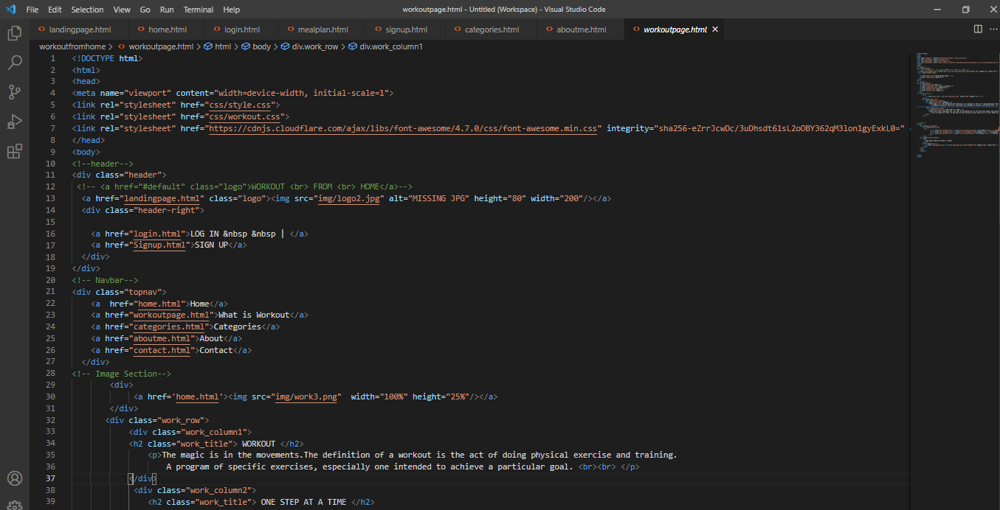 File Edit Selection View Go Run Terminal Help workoutpage.html - Untitled (Workspace) - Visual Studio Code
landingpage.html home.html login.html mealplan.html signup.html categories.html aboutme.html workoutpage.html
workoutfromhome > workoutpage.html > html > body > div.work_row > div.work_column1
1 <!DOCTYPE html>
2 <html>
3 <head>
4 <meta name="viewport" content="width=device-width, initial-scale=1">
5 <link rel="stylesheet" href="css/style.css">
6 <link rel="stylesheet" href="css/workout.css">
7 <link rel="stylesheet" href="https://cdnjs.cloudflare.com/ajax/libs/font-awesome/4.7.0/css/font-awesome.min.css" integrity="sha256-eZrrJcwDc/3uDhsdt61sL2oOBY362qM3lon1gyExkL0="
8 </head>
9 <body>
10 <!--header-->
11 <div class="header">
12 <!-- <a href="#default" class="logo">WORKOUT <br> FROM <br> HOME</a>-->
13 <a href="landingpage.html" class="logo"><img src="img/logo2.jpg" alt="MISSING JPG" height="80" width="200"/></a>
14 <div class="header-right">
15
16 <a href="login.html">LOG IN &nbsp &nbsp | </a>
17 <a href="Signup.html">SIGN UP</a>
18 </div>
19 </div>
20 <!-- Navbar-->
21 <div class="topnav">
22 <a  href="home.html">Home</a>
23 <a href="workoutpage.html">What is Workout</a>
24 <a href="categories.html">Categories</a>
25 <a href="aboutme.html">About</a>
26 <a href="contact.html">Contact</a>
27 </div>
28 <!-- Image Section-->
29 <div>
30 <a href='home.html'><img src="img/work3.png"  width="100%" height="25%"/></a>
31 </div>
32 <div class="work_row">
33 <div class="work_column1">
34 <h2 class="work_title"> WORKOUT </h2>
35 <p>The magic is in the movements.The definition of a workout is the act of doing physical exercise and training.
36 A program of specific exercises, especially one intended to achieve a particular goal. <br><br> </p>
37 </div>
38 <div class="work_column2">
39 <h2 class="work_title"> ONE STEP AT A TIME </h2>